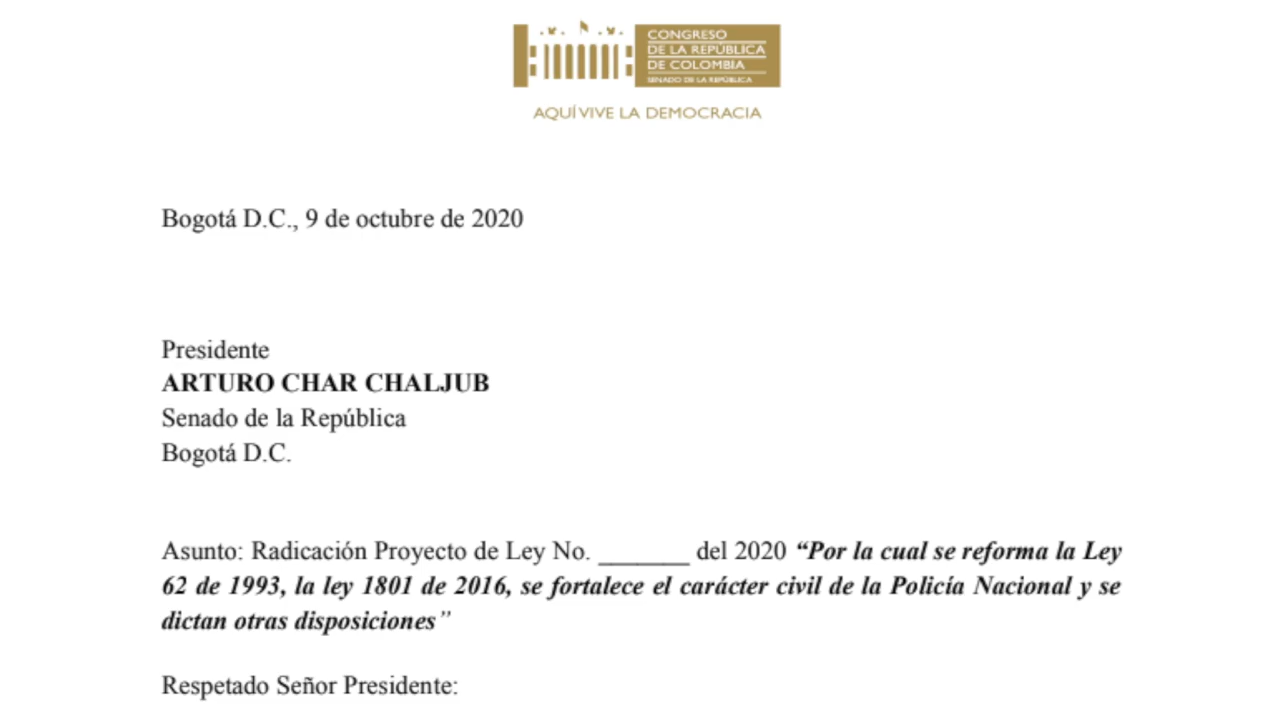 CONGRESO
DE LA REPÚBLICA
DE COLOMBIA
SENADO DE LA REPÚBLICA
AQUÍ VIVE LA DEMOCRACIA
Bogotá D.C., 9 de octubre de 2020
Presidente
ARTURO CHAR CHALJUB
Senado de la República
Bogotá D.C.
Asunto: Radicación Proyecto de Ley No. _______ del 2020 “Por la cual se reforma la Ley
62 de 1993, la ley 1801 de 2016, se fortalece el carácter civil de la Policía Nacional y se
dictan otras disposiciones”
Respetado Señor Presidente: